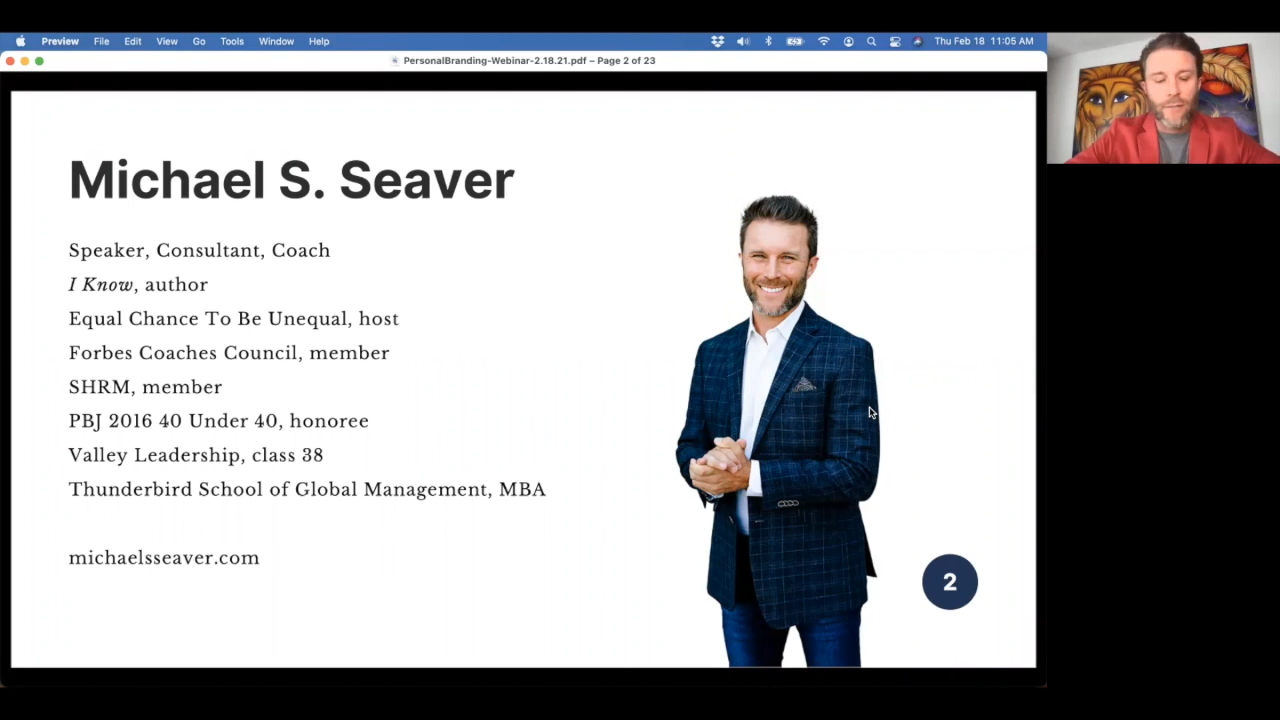 Preview File Edit View Go Tools Window Help Thu Feb 18 11:05 AM
PersonalBranding-Webinar-2.18.21.pdf – Page 2 of 23
Michael S. Seaver
Speaker, Consultant, Coach
I Know, author
Equal Chance To Be Unequal, host
Forbes Coaches Council, member
SHRM, member
PBJ 2016 40 Under 40, honoree
Valley Leadership, class 38
Thunderbird School of Global Management, MBA
michaelsseaver.com
2